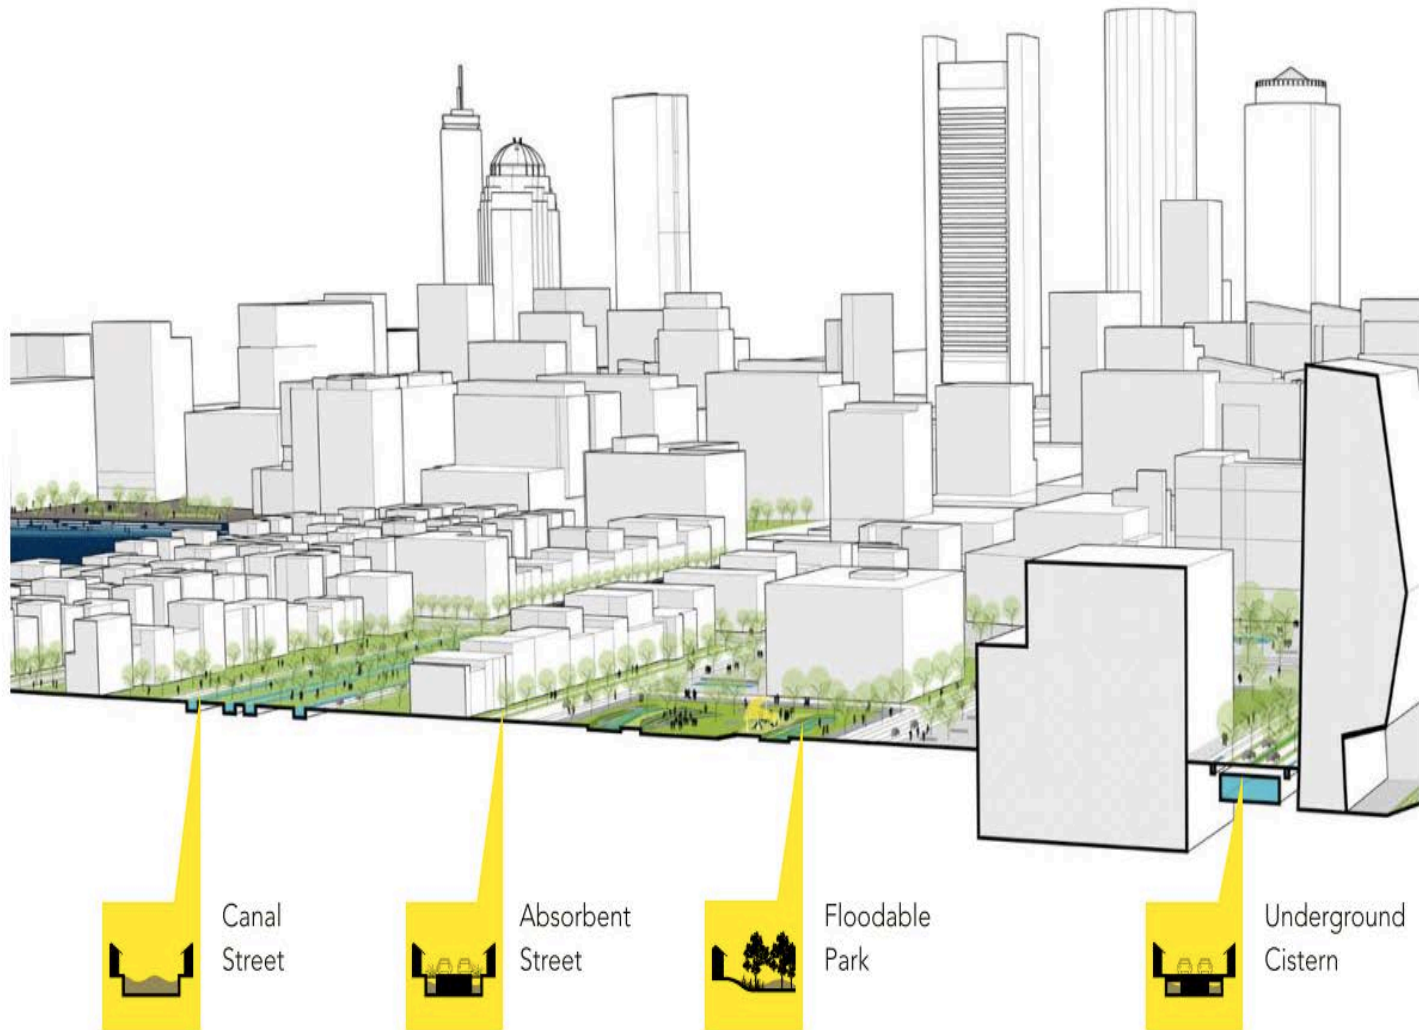 Canal
Street
Absorbent
Street
Floodable
Park
Underground
Cistern